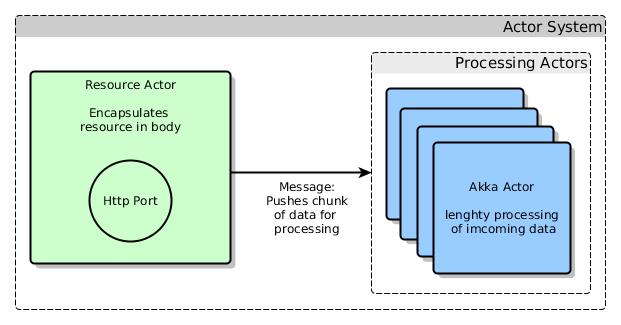 Actor System
Processing Actors
Resource Actor
Encapsulates
resource in body
Http Port
Message:
Pushes chunk
of data for
processing
Akka Actor
lenghty processing
of imcoming data